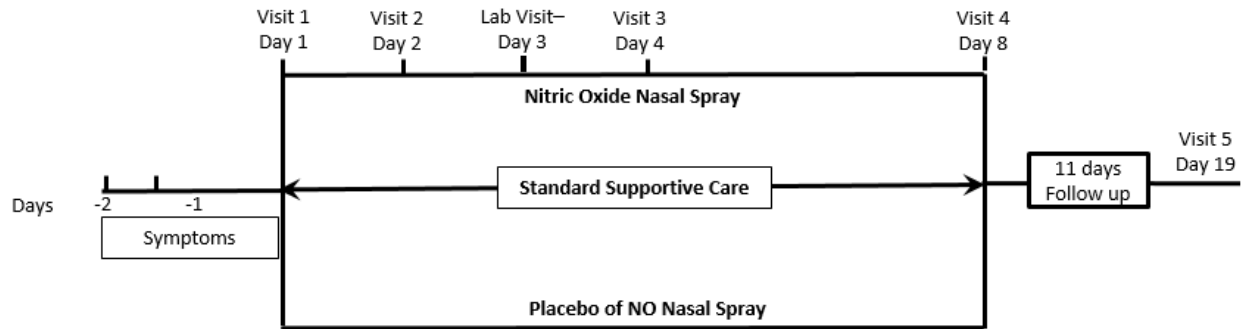 Visit 1
Day 1
Visit 2
Day 2
Lab Visit–
Day 3
Visit 3
Day 4
Visit 4
Day 8
Nitric Oxide Nasal Spray
Visit 5
Day 19
Standard Supportive Care
11 days
Follow up
Days
-2
-1
Symptoms
Placebo of NO Nasal Spray